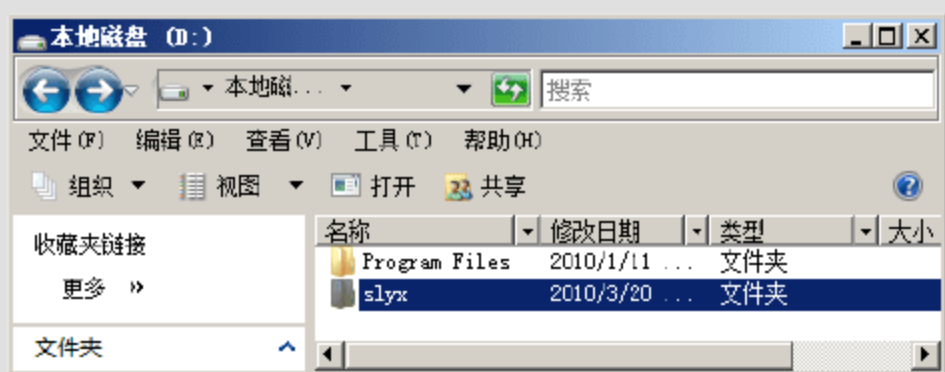 本地磁盘 (D:)
本地磁... 搜索
文件(F) 编辑(E) 查看(V) 工具(T) 帮助(H)
组织 视图 打开 共享
收藏夹链接
更多 »
文件夹
名称 修改日期 类型 大小
Program Files 2010/1/11 ... 文件夹
slyx 2010/3/20 ... 文件夹